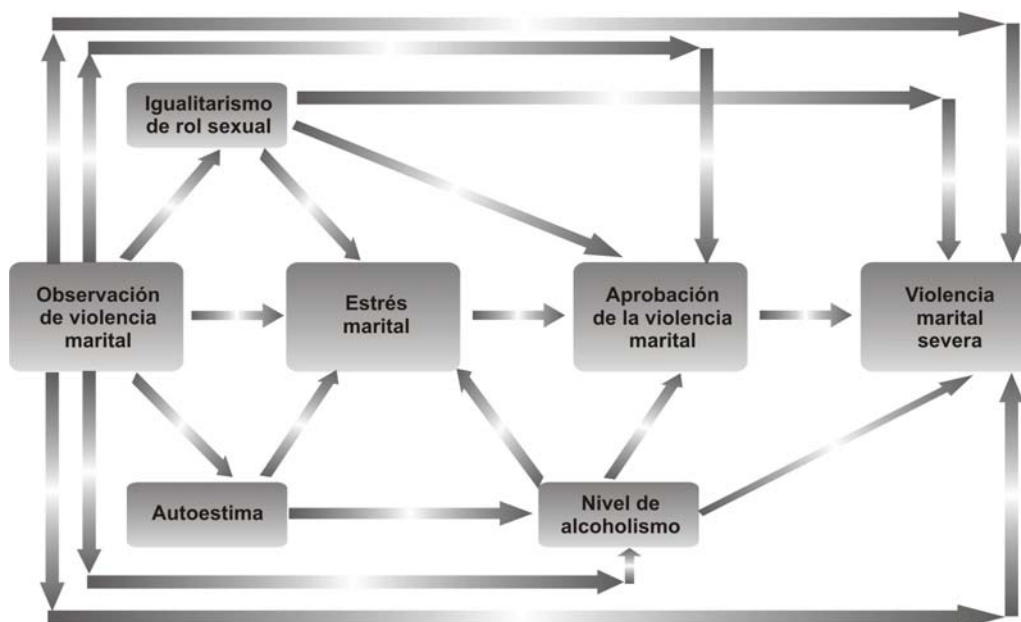 Igualitarismo
de rol sexual
Observación
de violencia
marital
Estrés
marital
Aprobación
de la violencia
marital
Violencia
marital
severa
Autoestima
Nivel de
alcoholismo